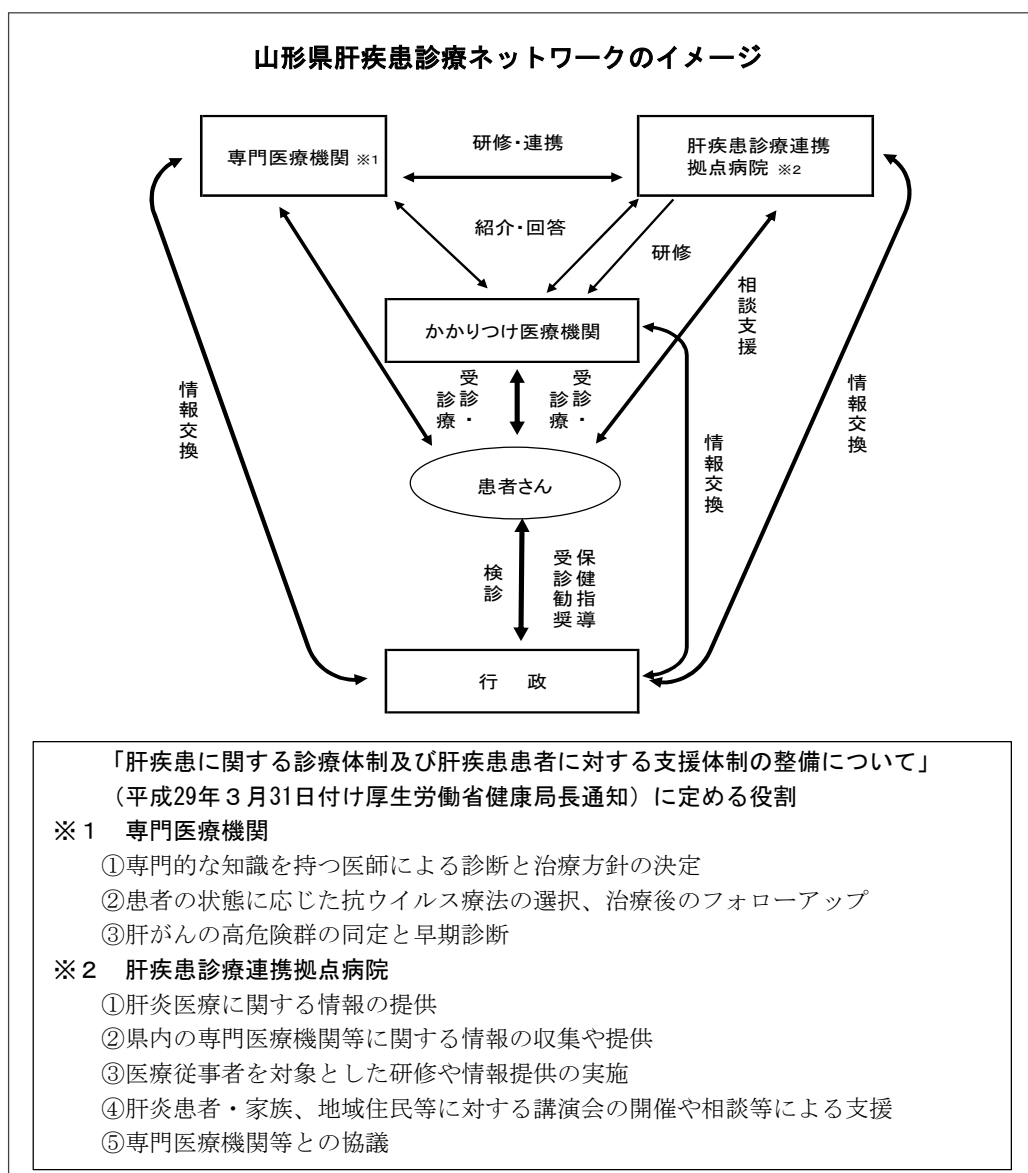 山形県肝疾患診療ネットワークのイメージ
専門医療機関 ※1
研修・連携
肝疾患診療連携
拠点病院 ※2
紹介・回答
研修
相談支援
かかりつけ医療機関
受診・
診療
受診・
診療
情報交換
情報交換
情報交換
患者さん
検診
保健指導
受診勧奨
行 政
「肝疾患に関する診療体制及び肝疾患患者に対する支援体制の整備について」
（平成29年３月31日付け厚生労働省健康局長通知）に定める役割
※１ 専門医療機関
①専門的な知識を持つ医師による診断と治療方針の決定
②患者の状態に応じた抗ウイルス療法の選択、治療後のフォローアップ
③肝がんの高危険群の同定と早期診断
※２ 肝疾患診療連携拠点病院
①肝炎医療に関する情報の提供
②県内の専門医療機関等に関する情報の収集や提供
③医療従事者を対象とした研修や情報提供の実施
④肝炎患者・家族、地域住民等に対する講演会の開催や相談等による支援
⑤専門医療機関等との協議